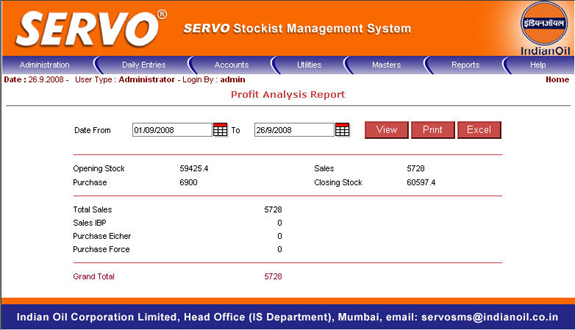 SERVO® SERVO Stockist Management System
इंडियनऑयल
IndianOil
Administration Daily Entries Accounts Utilities Masters Reports Help
Date : 26.9.2008 - User Type : Administrator - Login By : admin Home
Profit Analysis Report
Date From 01/09/2008 To 26/9/2008 View Print Excel
Opening Stock 59425.4 Sales 5728
Purchase 6900 Closing Stock 60597.4
Total Sales 5728
Sales IBP 0
Purchase Eicher 0
Purchase Force 0
Grand Total 5728
Indian Oil Corporation Limited, Head Office (IS Department), Mumbai, email: servosms@indianoil.co.in